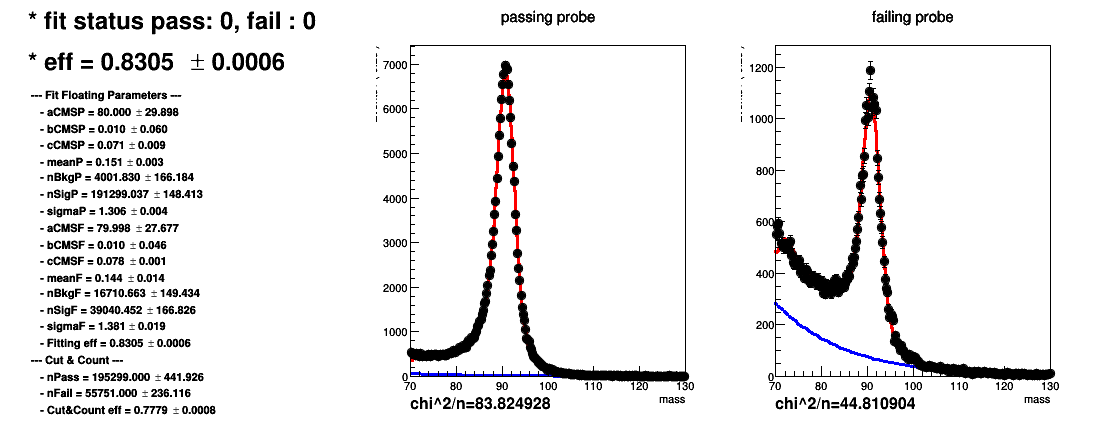 * fit status pass: 0, fail : 0
* eff = 0.8305 ± 0.0006
--- Fit Floating Parameters ---
- aCMSP = 80.000 ± 29.898
- bCMSP = 0.010 ± 0.060
- cCMSP = 0.071 ± 0.009
- meanP = 0.151 ± 0.003
- nBkgP = 4001.830 ± 166.184
- nSigP = 191299.037 ± 148.413
- sigmaP = 1.306 ± 0.004
- aCMSF = 79.998 ± 27.677
- bCMSF = 0.010 ± 0.046
- cCMSF = 0.078 ± 0.001
- meanF = 0.144 ± 0.014
- nBkgF = 16710.663 ± 149.434
- nSigF = 39040.452 ± 166.826
- sigmaF = 1.381 ± 0.019
- Fitting eff = 0.8305 ± 0.0006
--- Cut & Count ---
- nPass = 195299.000 ± 441.926
- nFail = 55751.000 ± 236.116
- Cut&Count eff = 0.7779 ± 0.0008
passing probe
7000
6000
5000
4000
3000
2000
1000
0
70 80 90 100 110 120 130
mass
chi^2/n=83.824928
failing probe
1200
1000
800
600
400
200
0
70 80 90 100 110 120 130
mass
chi^2/n=44.810904